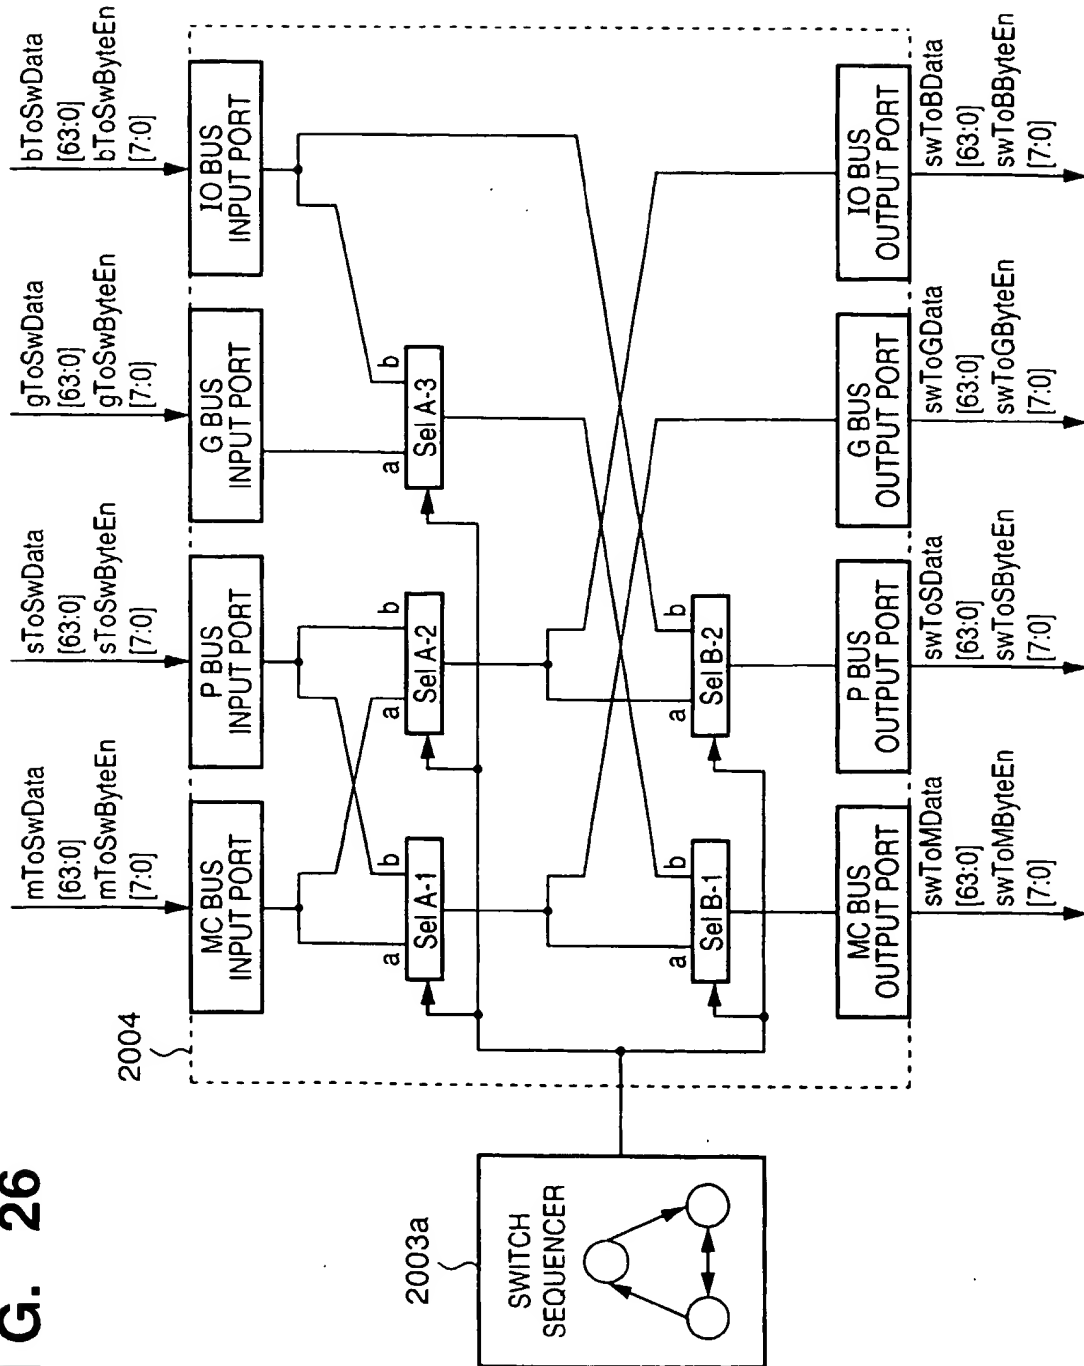 G. 26
mToSwData
[63:0]
mToSwByteEn
[7:0]
sToSwData
[63:0]
sToSwByteEn
[7:0]
gToSwData
[63:0]
gToSwByteEn
[7:0]
bToSwData
[63:0]
bToSwByteEn
[7:0]
2004
MC BUS
INPUT PORT
P BUS
INPUT PORT
G BUS
INPUT PORT
IO BUS
INPUT PORT
a
b
Sel A-1
a
b
Sel A-2
a
b
Sel A-3
2003a
SWITCH
SEQUENCER
a
b
Sel B-1
a
b
Sel B-2
MC BUS
OUTPUT PORT
P BUS
OUTPUT PORT
G BUS
OUTPUT PORT
IO BUS
OUTPUT PORT
swToMData
[63:0]
swToMByteEn
[7:0]
swToSData
[63:0]
swToSByteEn
[7:0]
swToGData
[63:0]
swToGByteEn
[7:0]
swToBData
[63:0]
swToBByteEn
[7:0]